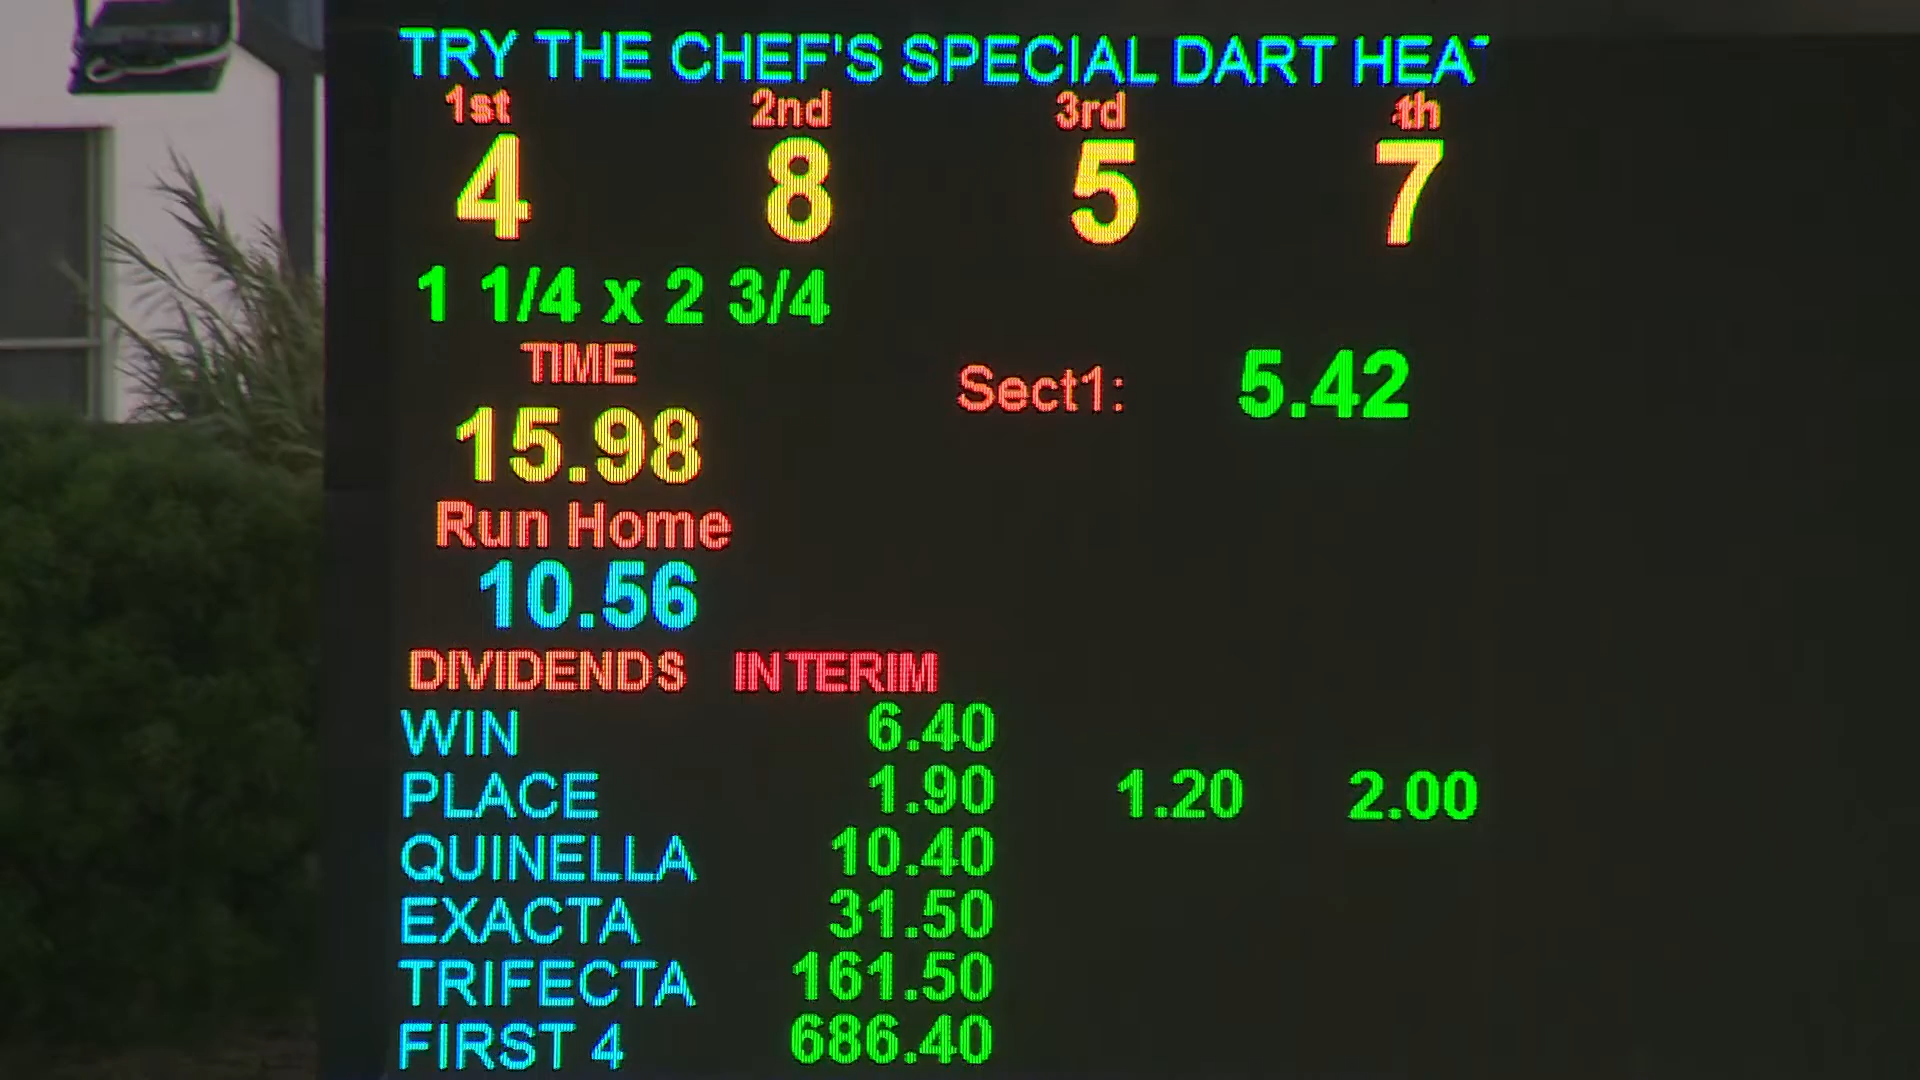 TRY THE CHEF'S SPECIAL DART HEAT
1st 2nd 3rd th
4 8 5 7
1 1/4 x 2 3/4
TIME
Sect1: 5.42
15.98
Run Home
10.56
DIVIDENDS INTERIM
WIN 6.40
PLACE 1.90 1.20 2.00
QUINELLA 10.40
EXACTA 31.50
TRIFECTA 161.50
FIRST 4 686.40